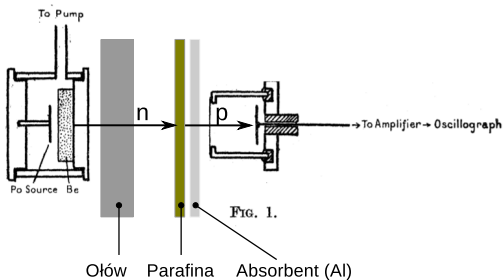 To Pump
n
p
→To Amplifier→Oscillograph
Po Source
Be
FIG. 1.
Ołów
Parafina
Absorbent (Al)